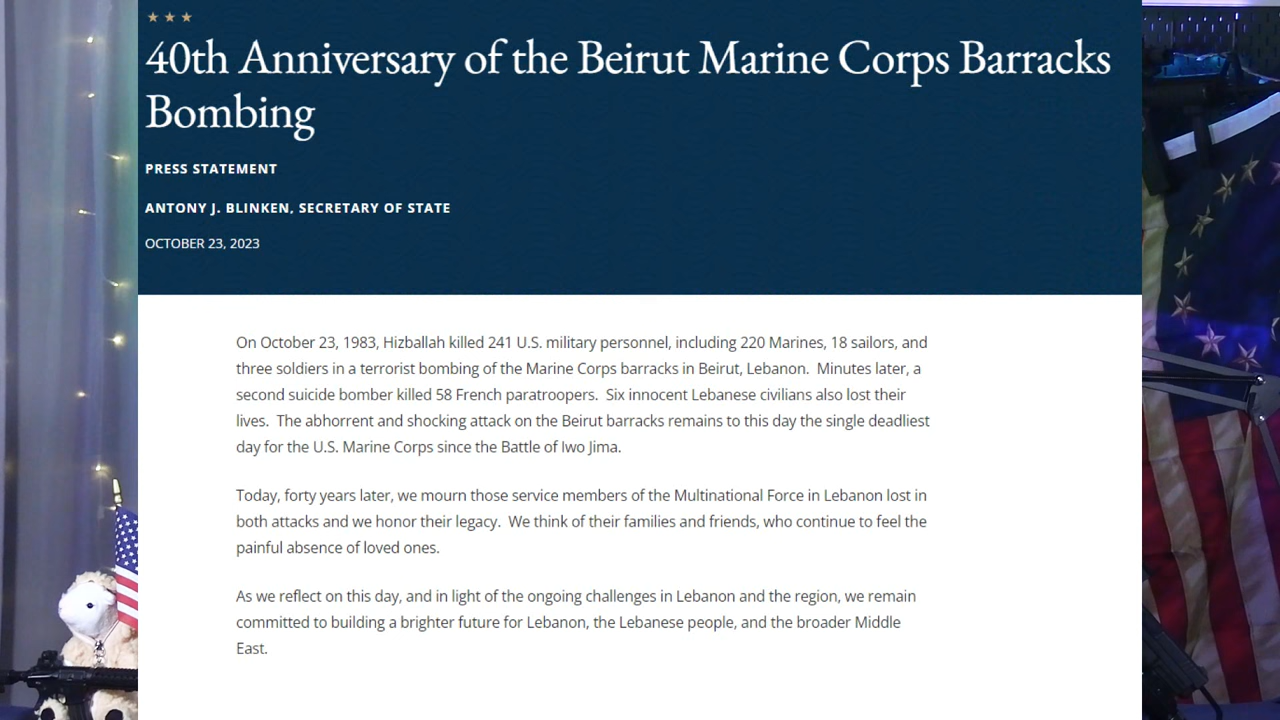 40th Anniversary of the Beirut Marine Corps Barracks
Bombing
PRESS STATEMENT
ANTONY J. BLINKEN, SECRETARY OF STATE
OCTOBER 23, 2023
On October 23, 1983, Hizballah killed 241 U.S. military personnel, including 220 Marines, 18 sailors, and
three soldiers in a terrorist bombing of the Marine Corps barracks in Beirut, Lebanon.  Minutes later, a
second suicide bomber killed 58 French paratroopers.  Six innocent Lebanese civilians also lost their
lives.  The abhorrent and shocking attack on the Beirut barracks remains to this day the single deadliest
day for the U.S. Marine Corps since the Battle of Iwo Jima.
Today, forty years later, we mourn those service members of the Multinational Force in Lebanon lost in
both attacks and we honor their legacy.  We think of their families and friends, who continue to feel the
painful absence of loved ones.
As we reflect on this day, and in light of the ongoing challenges in Lebanon and the region, we remain
committed to building a brighter future for Lebanon, the Lebanese people, and the broader Middle
East.